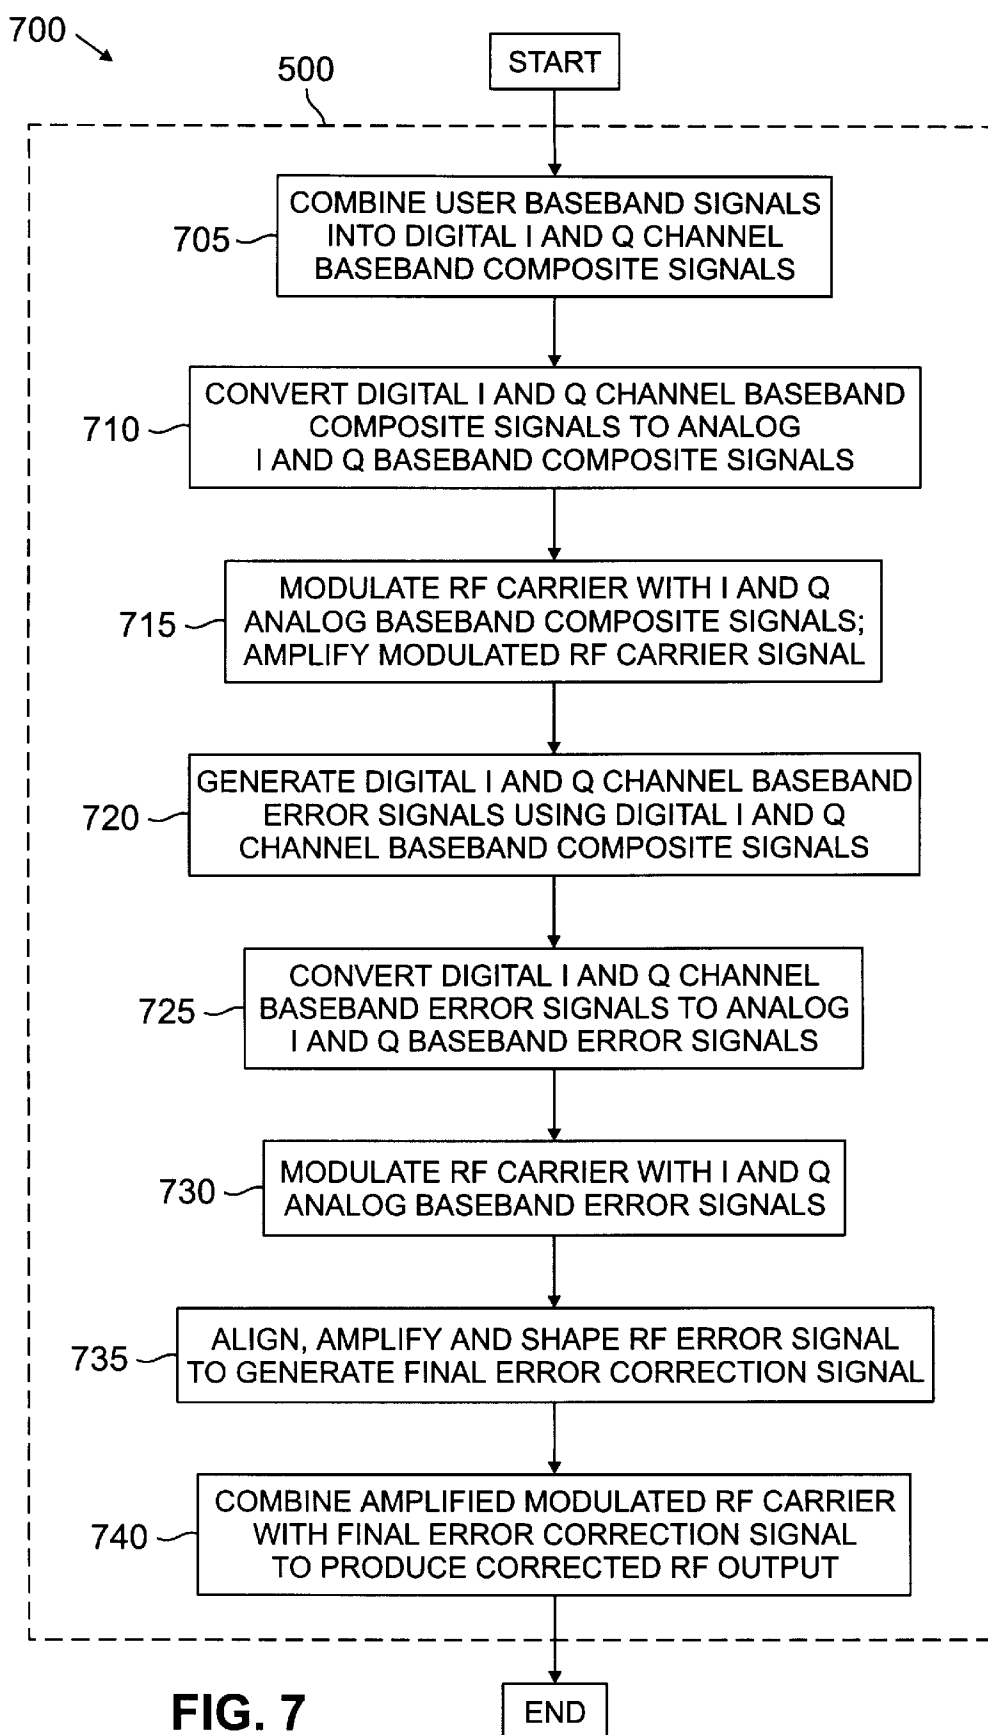 700
500
START
705
COMBINE USER BASEBAND SIGNALS
INTO DIGITAL I AND Q CHANNEL
BASEBAND COMPOSITE SIGNALS
710
CONVERT DIGITAL I AND Q CHANNEL BASEBAND
COMPOSITE SIGNALS TO ANALOG
I AND Q BASEBAND COMPOSITE SIGNALS
715
MODULATE RF CARRIER WITH I AND Q
ANALOG BASEBAND COMPOSITE SIGNALS;
AMPLIFY MODULATED RF CARRIER SIGNAL
720
GENERATE DIGITAL I AND Q CHANNEL BASEBAND
ERROR SIGNALS USING DIGITAL I AND Q
CHANNEL BASEBAND COMPOSITE SIGNALS
725
CONVERT DIGITAL I AND Q CHANNEL
BASEBAND ERROR SIGNALS TO ANALOG
I AND Q BASEBAND ERROR SIGNALS
730
MODULATE RF CARRIER WITH I AND Q
ANALOG BASEBAND ERROR SIGNALS
735
ALIGN, AMPLIFY AND SHAPE RF ERROR SIGNAL
TO GENERATE FINAL ERROR CORRECTION SIGNAL
740
COMBINE AMPLIFIED MODULATED RF CARRIER
WITH FINAL ERROR CORRECTION SIGNAL
TO PRODUCE CORRECTED RF OUTPUT
FIG. 7
END